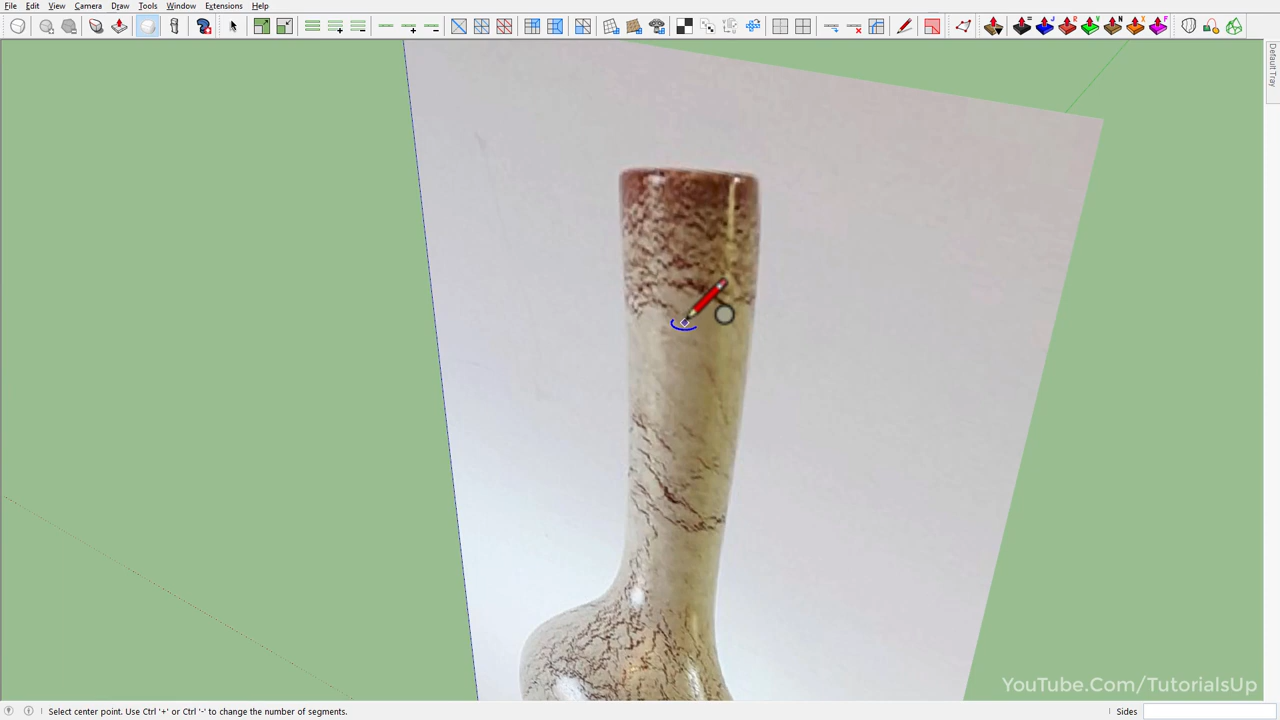 File Edit View Camera Draw Tools Window Extensions Help
Default Tray
YouTube.Com/TutorialsUp
Select center point. Use Ctrl '+' or Ctrl '-' to change the number of segments.
Sides